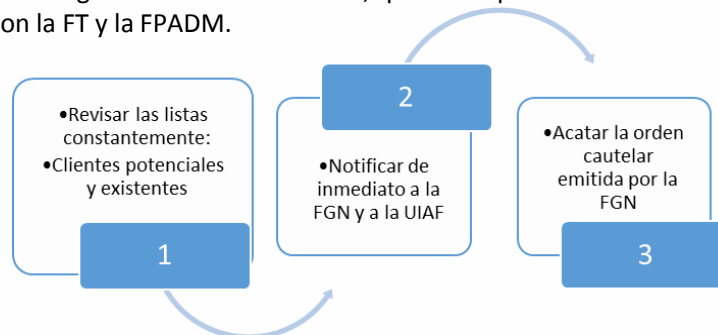 on la FT y la FPADM.
•Revisar las listas
constantemente:
•Clientes potenciales
y existentes
1
2
•Notificar de
inmediato a la
FGN y a la UIAF
•Acatar la orden
cautelar
emitida por la
FGN
3